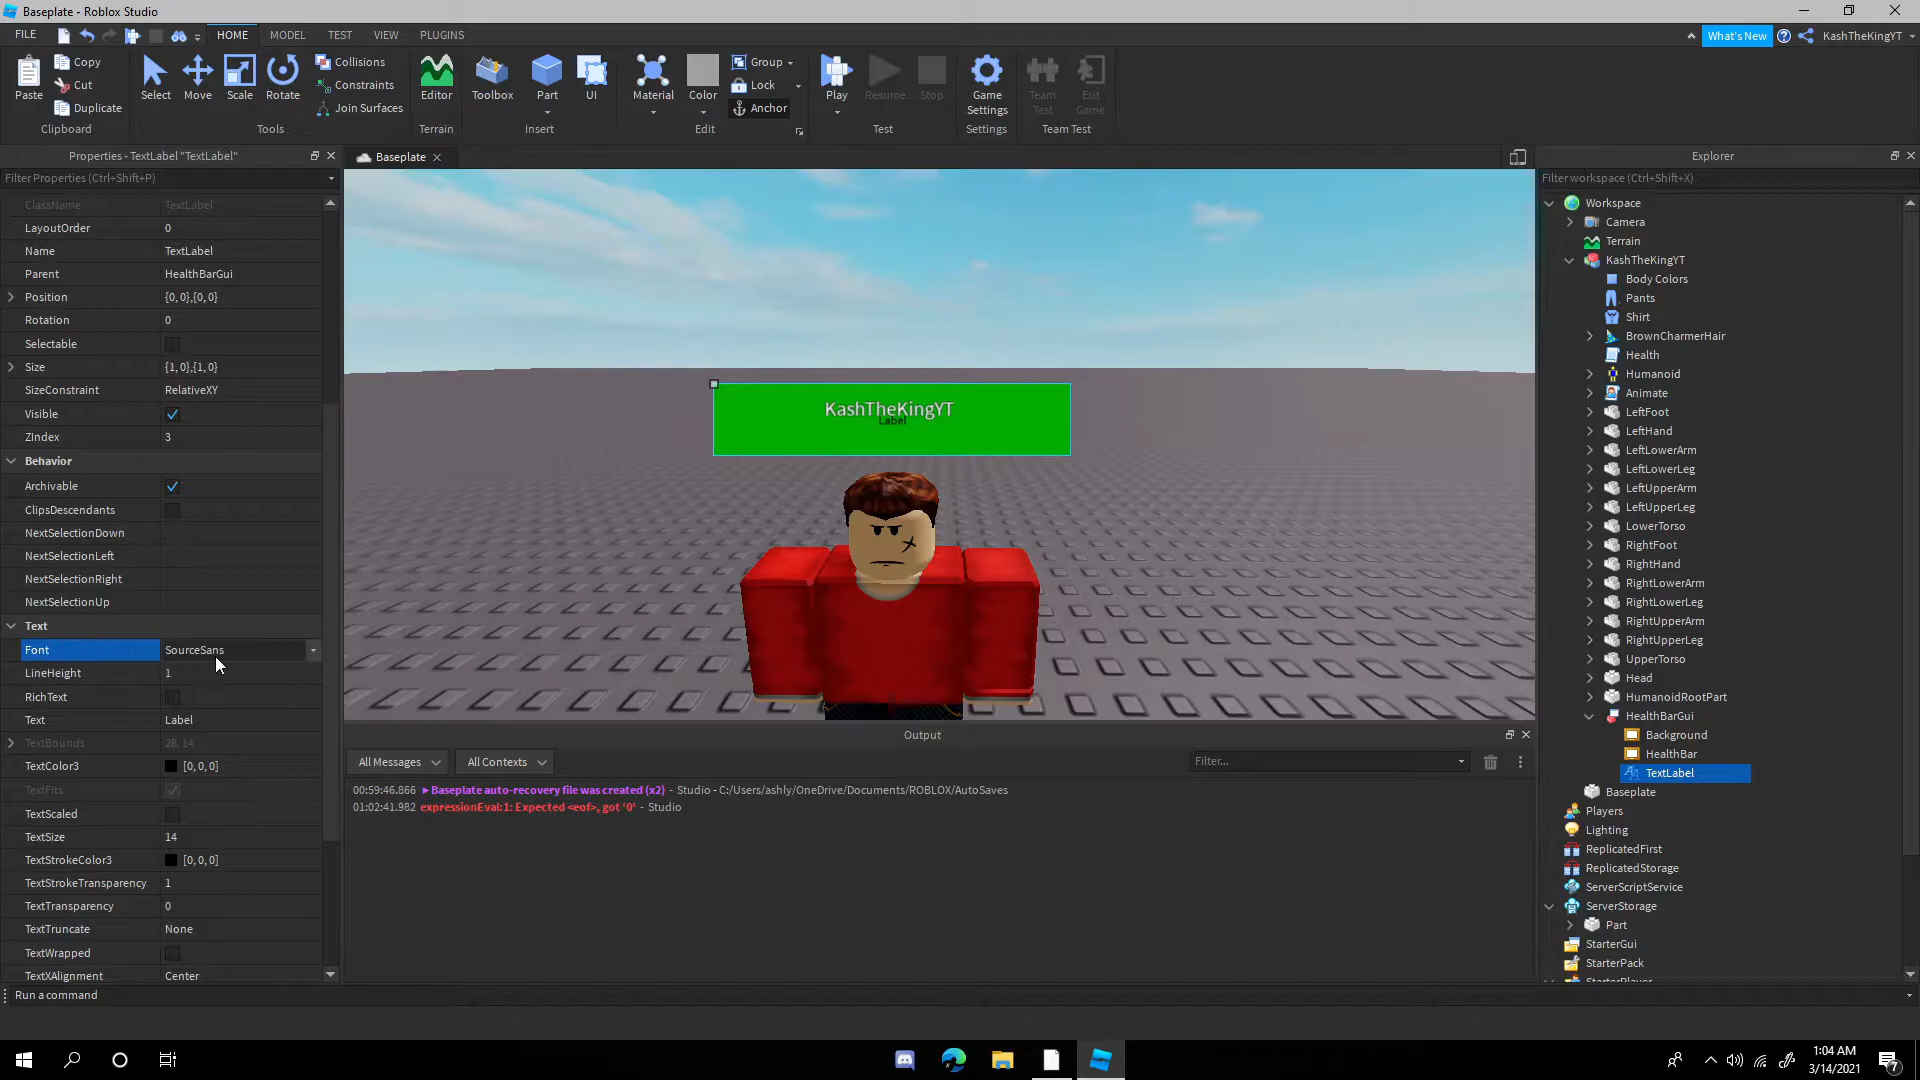 Baseplate - Roblox Studio
FILE HOME MODEL TEST VIEW PLUGINS What's New KashTheKingYT
Paste Copy Cut Duplicate Clipboard
Select Move Scale Rotate Collisions Constraints Join Surfaces Tools
Editor Terrain
Toolbox Part UI Insert
Material Color Group Lock Anchor Edit
Play Resume Stop Test
Game Settings Settings
Team Test Exit Game Team Test
Properties - TextLabel "TextLabel"
Filter Properties (Ctrl+Shift+P)
ClassName TextLabel
LayoutOrder 0
Name TextLabel
Parent HealthBarGui
Position {0, 0},{0, 0}
Rotation 0
Selectable
Size {1, 0},{1, 0}
SizeConstraint RelativeXY
Visible
ZIndex 3
Behavior
Archivable
ClipsDescendants
NextSelectionDown
NextSelectionLeft
NextSelectionRight
NextSelectionUp
Text
Font SourceSans
LineHeight 1
RichText
Text Label
TextBounds 28, 14
TextColor3 [0, 0, 0]
TextFits
TextScaled
TextSize 14
TextStrokeColor3 [0, 0, 0]
TextStrokeTransparency 1
TextTransparency 0
TextTruncate None
TextWrapped
TextXAlignment Center
Baseplate
KashTheKingYT
Label
Output
All Messages All Contexts Filter...
00:59:46.866 ►Baseplate auto-recovery file was created (x2) - Studio - C:/Users/ashly/OneDrive/Documents/ROBLOX/AutoSaves
01:02:41.982 expressionEval:1: Expected <eof>, got '0' - Studio
Explorer
Filter workspace (Ctrl+Shift+X)
Workspace
Camera
Terrain
KashTheKingYT
Body Colors
Pants
Shirt
BrownCharmerHair
Health
Humanoid
Animate
LeftFoot
LeftHand
LeftLowerArm
LeftLowerLeg
LeftUpperArm
LeftUpperLeg
LowerTorso
RightFoot
RightHand
RightLowerArm
RightLowerLeg
RightUpperArm
RightUpperLeg
UpperTorso
Head
HumanoidRootPart
HealthBarGui
Background
HealthBar
TextLabel
Baseplate
Players
Lighting
ReplicatedFirst
ReplicatedStorage
ServerScriptService
ServerStorage
Part
StarterGui
StarterPack
StarterPlayer
Run a command
1:04 AM
3/14/2021
7